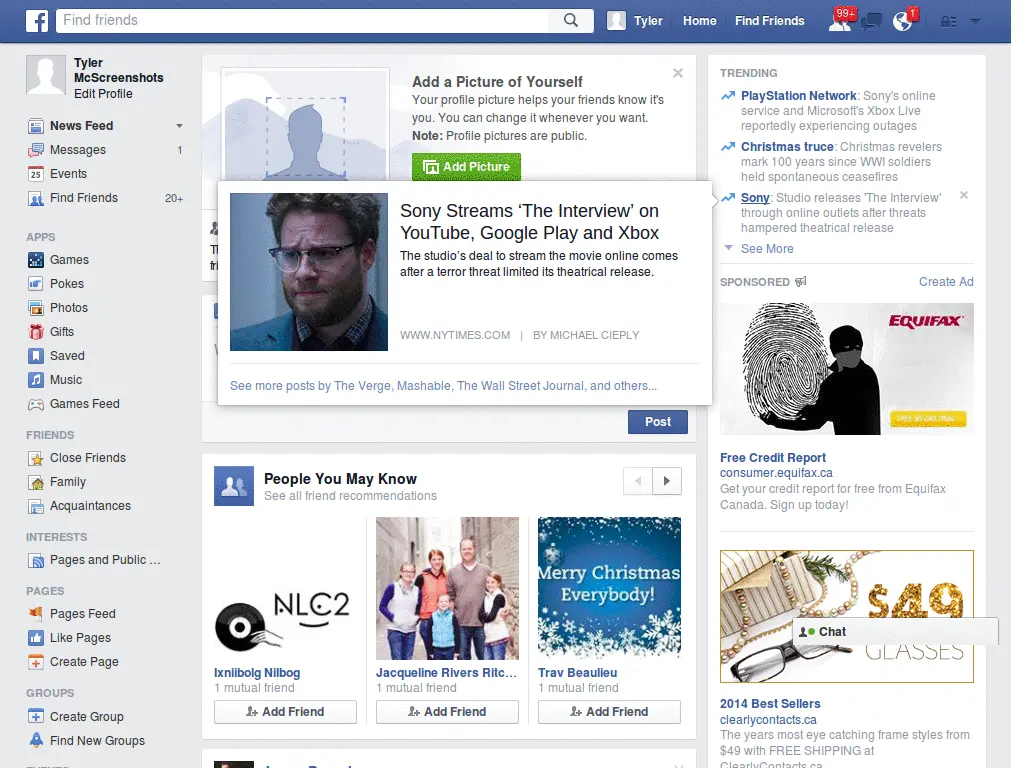 Find friends
Tyler
Home
Find Friends
99+
1
Tyler
McScreenshots
Edit Profile
News Feed
Messages 1
25 Events
Find Friends 20+
APPS
Games
Pokes
Photos
Gifts
Saved
Music
Games Feed
FRIENDS
Close Friends
Family
Acquaintances
INTERESTS
Pages and Public ...
PAGES
Pages Feed
Like Pages
Create Page
GROUPS
Create Group
Find New Groups
Add a Picture of Yourself
Your profile picture helps your friends know it's
you. You can change it whenever you want.
Note: Profile pictures are public.
Add Picture
Sony Streams ‘The Interview’ on
YouTube, Google Play and Xbox
The studio’s deal to stream the movie online comes
after a terror threat limited its theatrical release.
WWW.NYTIMES.COM | BY MICHAEL CIEPLY
See more posts by The Verge, Mashable, The Wall Street Journal, and others...
Post
People You May Know
See all friend recommendations
NLC2
Merry Christmas
Everybody!
Ixniibolg Nilbog
1 mutual friend
Add Friend
Jacqueline Rivers Ritc...
1 mutual friend
Add Friend
Trav Beaulieu
1 mutual friend
Add Friend
TRENDING
PlayStation Network: Sony's online
service and Microsoft's Xbox Live
reportedly experiencing outages
Christmas truce: Christmas revelers
mark 100 years since WWI soldiers
held spontaneous ceasefires
Sony: Studio releases 'The Interview'
through online outlets after threats
hampered theatrical release
See More
SPONSORED
Create Ad
EQUIFAX
Free Credit Report
consumer.equifax.ca
Get your credit report for free from Equifax
Canada. Sign up today!
$49
Chat
GLASSES
2014 Best Sellers
clearlycontacts.ca
The years most eye catching frame styles from
$49 with FREE SHIPPING at
ClearlyContacts.ca